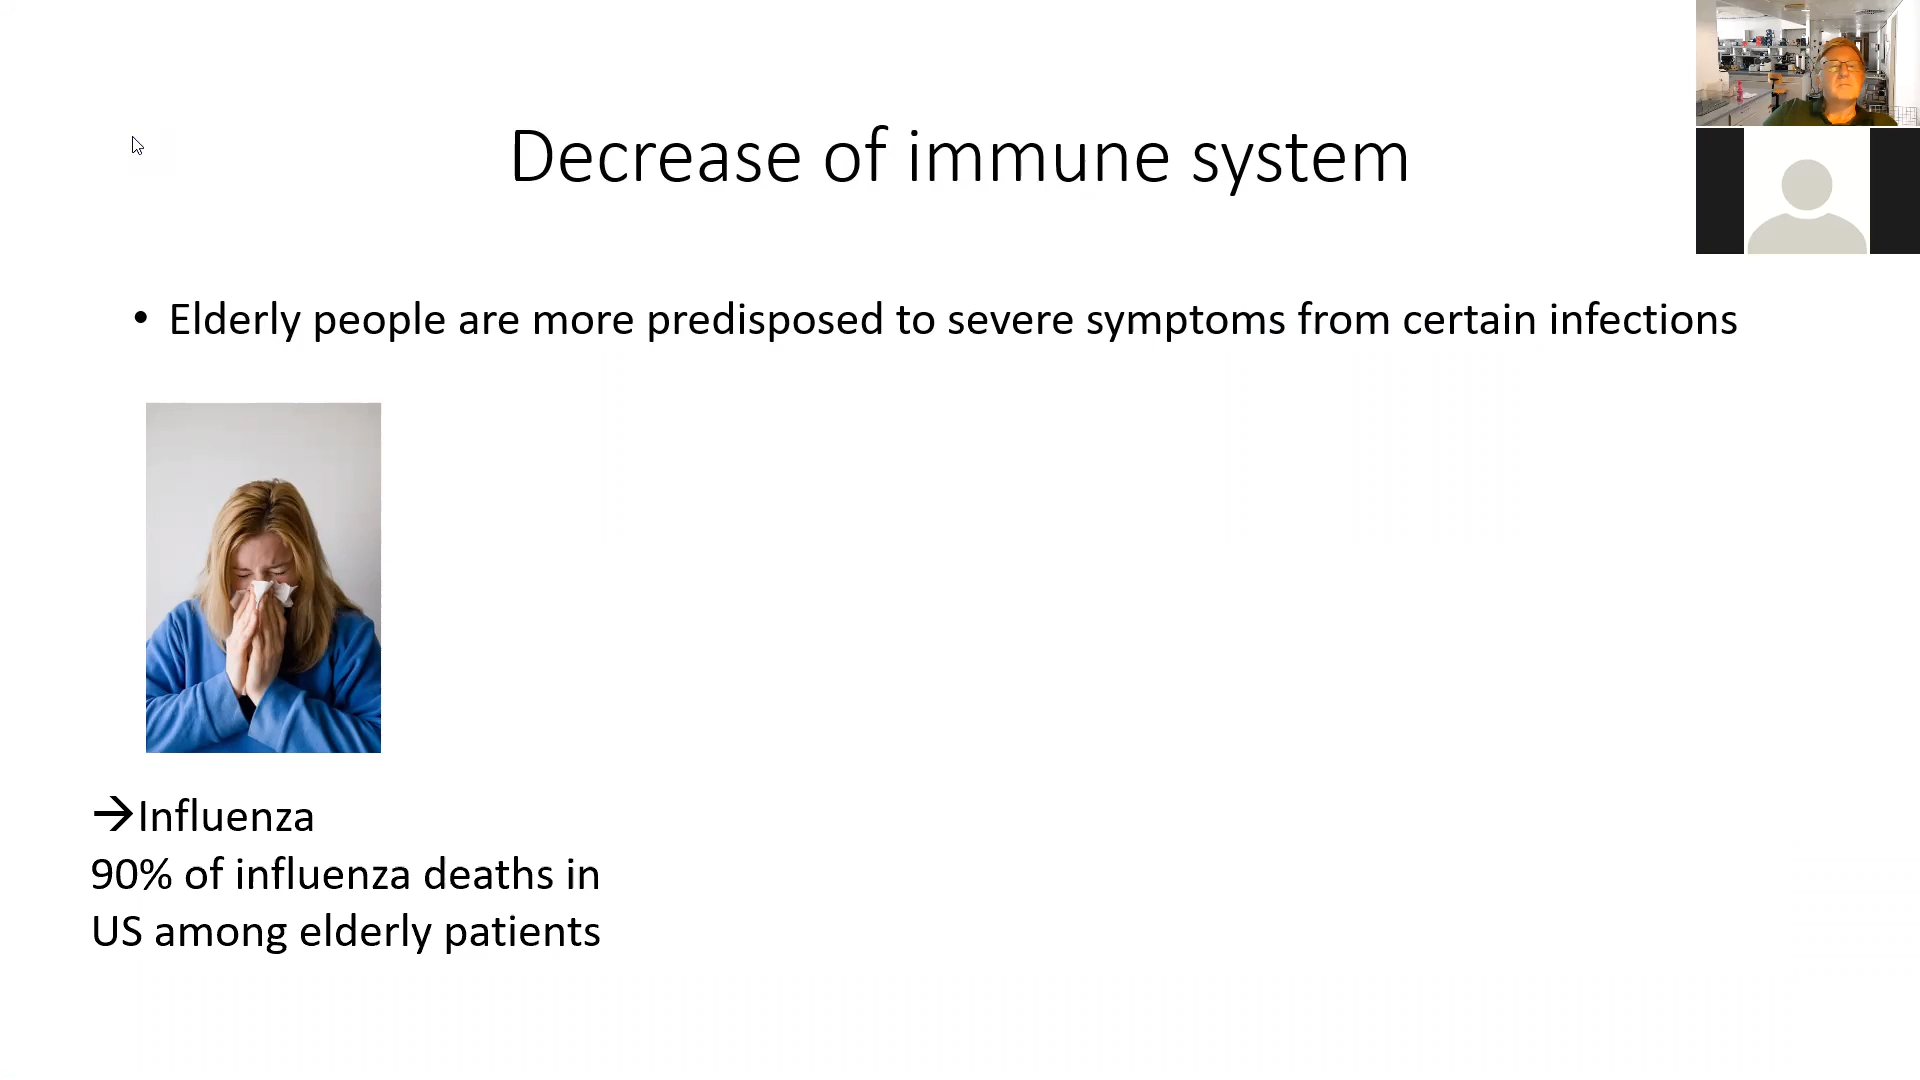 Decrease of immune system
• Elderly people are more predisposed to severe symptoms from certain infections
→Influenza
90% of influenza deaths in
US among elderly patients